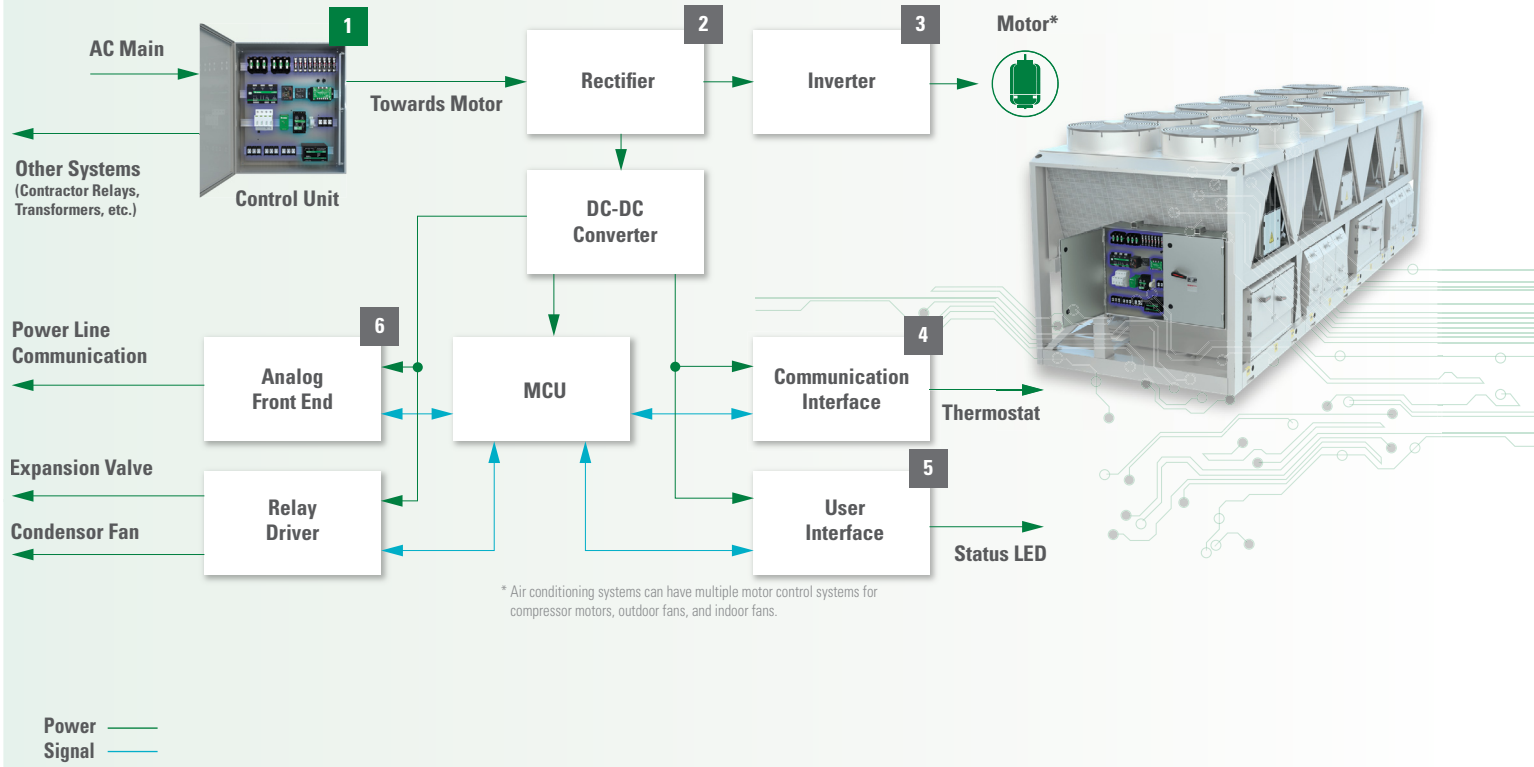 1
2
3
Motor*
AC Main
Rectifier
Inverter
Towards Motor
Other Systems
(Contractor Relays,
Transformers, etc.)
Control Unit
DC-DC
Converter
Power Line
Communication
6
4
Analog
Front End
MCU
Communication
Interface
Thermostat
Expansion Valve
5
Relay
Driver
User
Interface
Condensor Fan
Status LED
* Air conditioning systems can have multiple motor control systems for
compressor motors, outdoor fans, and indoor fans.
Power
Signal